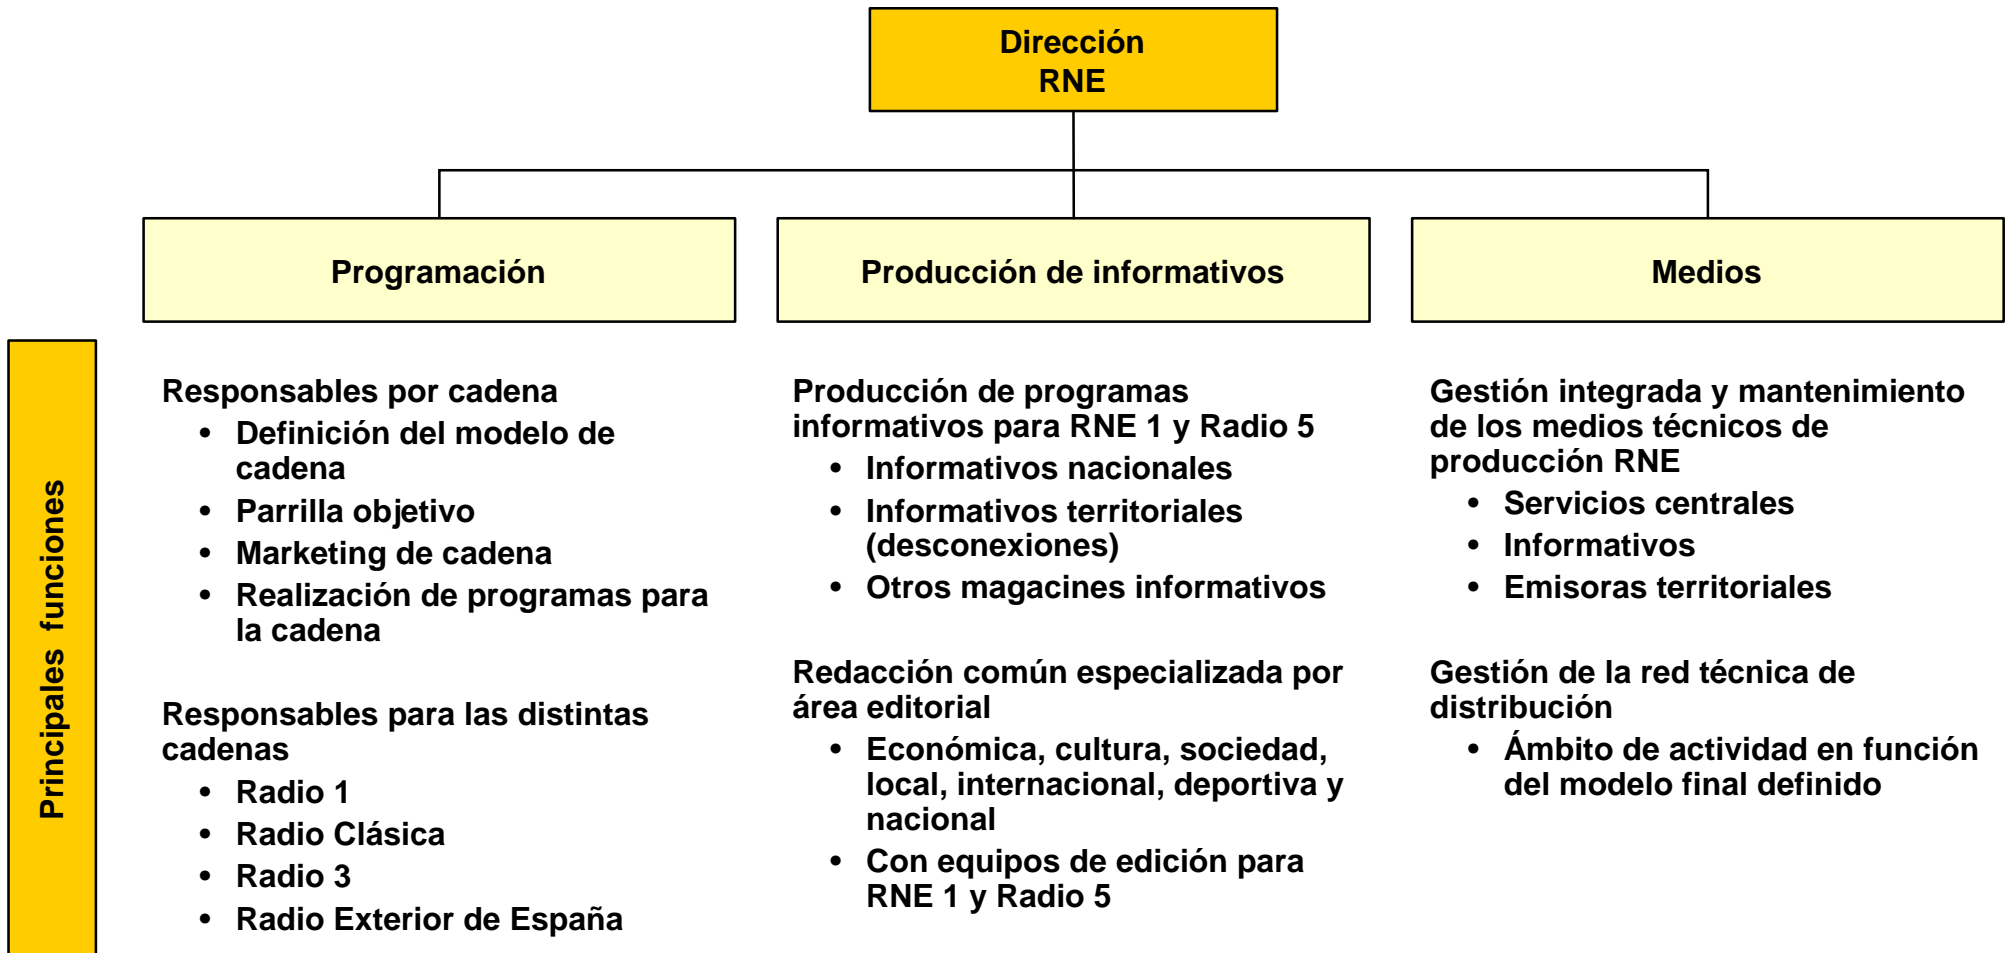 Dirección
RNE
Programación
Producción de informativos
Medios
Principales funciones
Responsables por cadena
• Definición del modelo de
cadena
• Parrilla objetivo
• Marketing de cadena
• Realización de programas para
la cadena
Responsables para las distintas
cadenas
• Radio 1
• Radio Clásica
• Radio 3
• Radio Exterior de España
Producción de programas
informativos para RNE 1 y Radio 5
• Informativos nacionales
• Informativos territoriales
(desconexiones)
• Otros magacines informativos
Redacción común especializada por
área editorial
• Económica, cultura, sociedad,
local, internacional, deportiva y
nacional
• Con equipos de edición para
RNE 1 y Radio 5
Gestión integrada y mantenimiento
de los medios técnicos de
producción RNE
• Servicios centrales
• Informativos
• Emisoras territoriales
Gestión de la red técnica de
distribución
• Ámbito de actividad en función
del modelo final definido